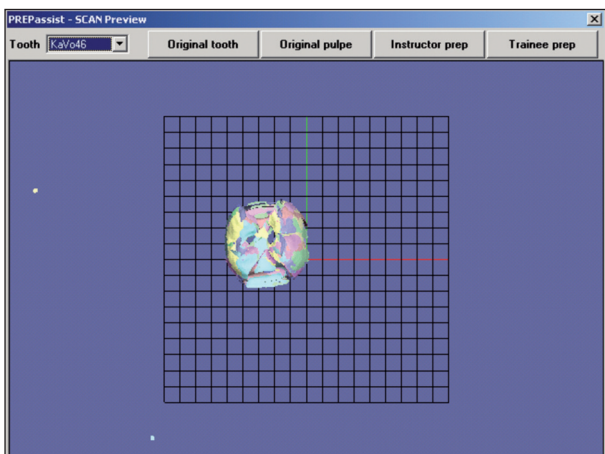 PREPassist - SCAN Preview
Tooth KaVo46 Original tooth Original pulpe Instructor prep Trainee prep